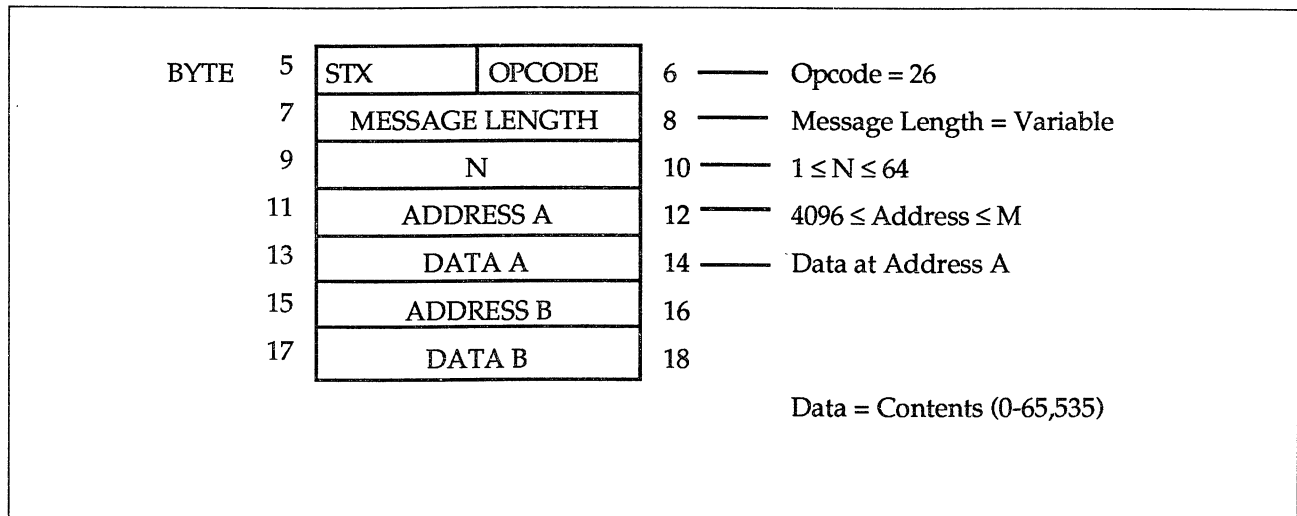 BYTE 5 STX OPCODE 6 Opcode = 26
7 MESSAGE LENGTH 8 Message Length = Variable
9 N 10 1 ≤ N ≤ 64
11 ADDRESS A 12 4096 ≤ Address ≤ M
13 DATA A 14 Data at Address A
15 ADDRESS B 16
17 DATA B 18
Data = Contents (0-65,535)